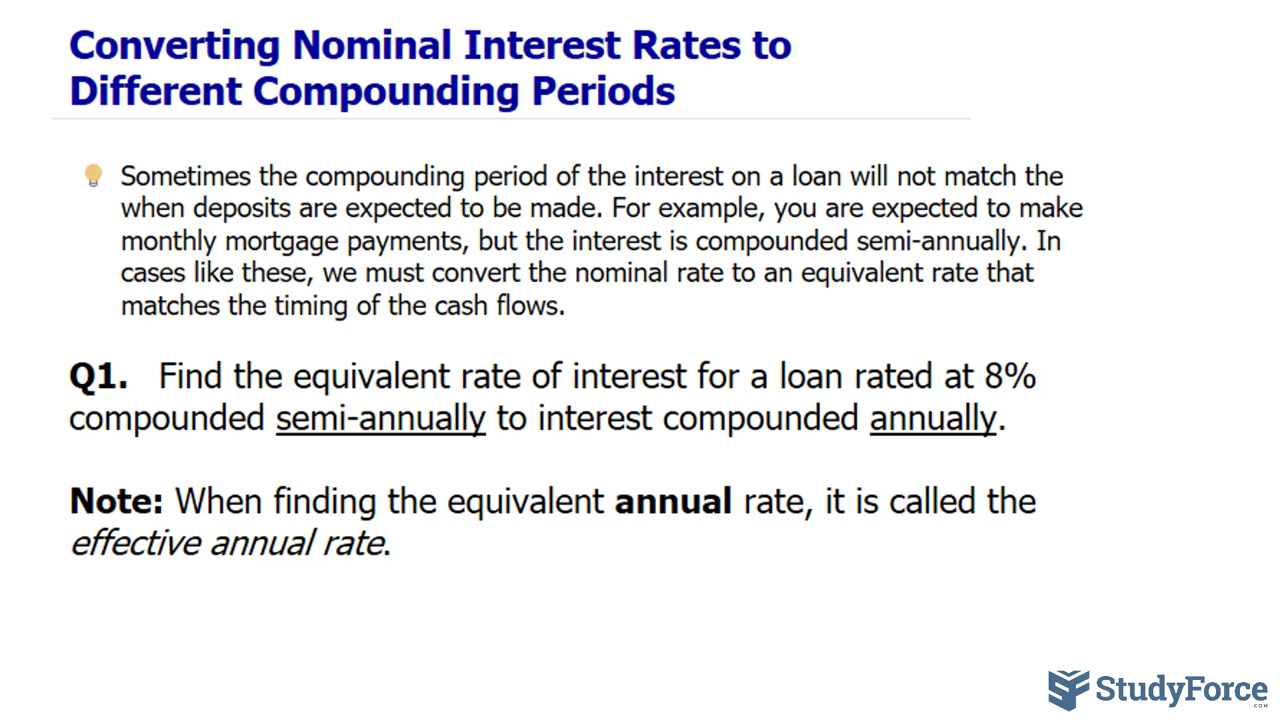 Converting Nominal Interest Rates to
Different Compounding Periods
Sometimes the compounding period of the interest on a loan will not match the
when deposits are expected to be made. For example, you are expected to make
monthly mortgage payments, but the interest is compounded semi-annually. In
cases like these, we must convert the nominal rate to an equivalent rate that
matches the timing of the cash flows.
Q1. Find the equivalent rate of interest for a loan rated at 8%
compounded semi-annually to interest compounded annually.
Note: When finding the equivalent annual rate, it is called the
effective annual rate.
StudyForce
.COM